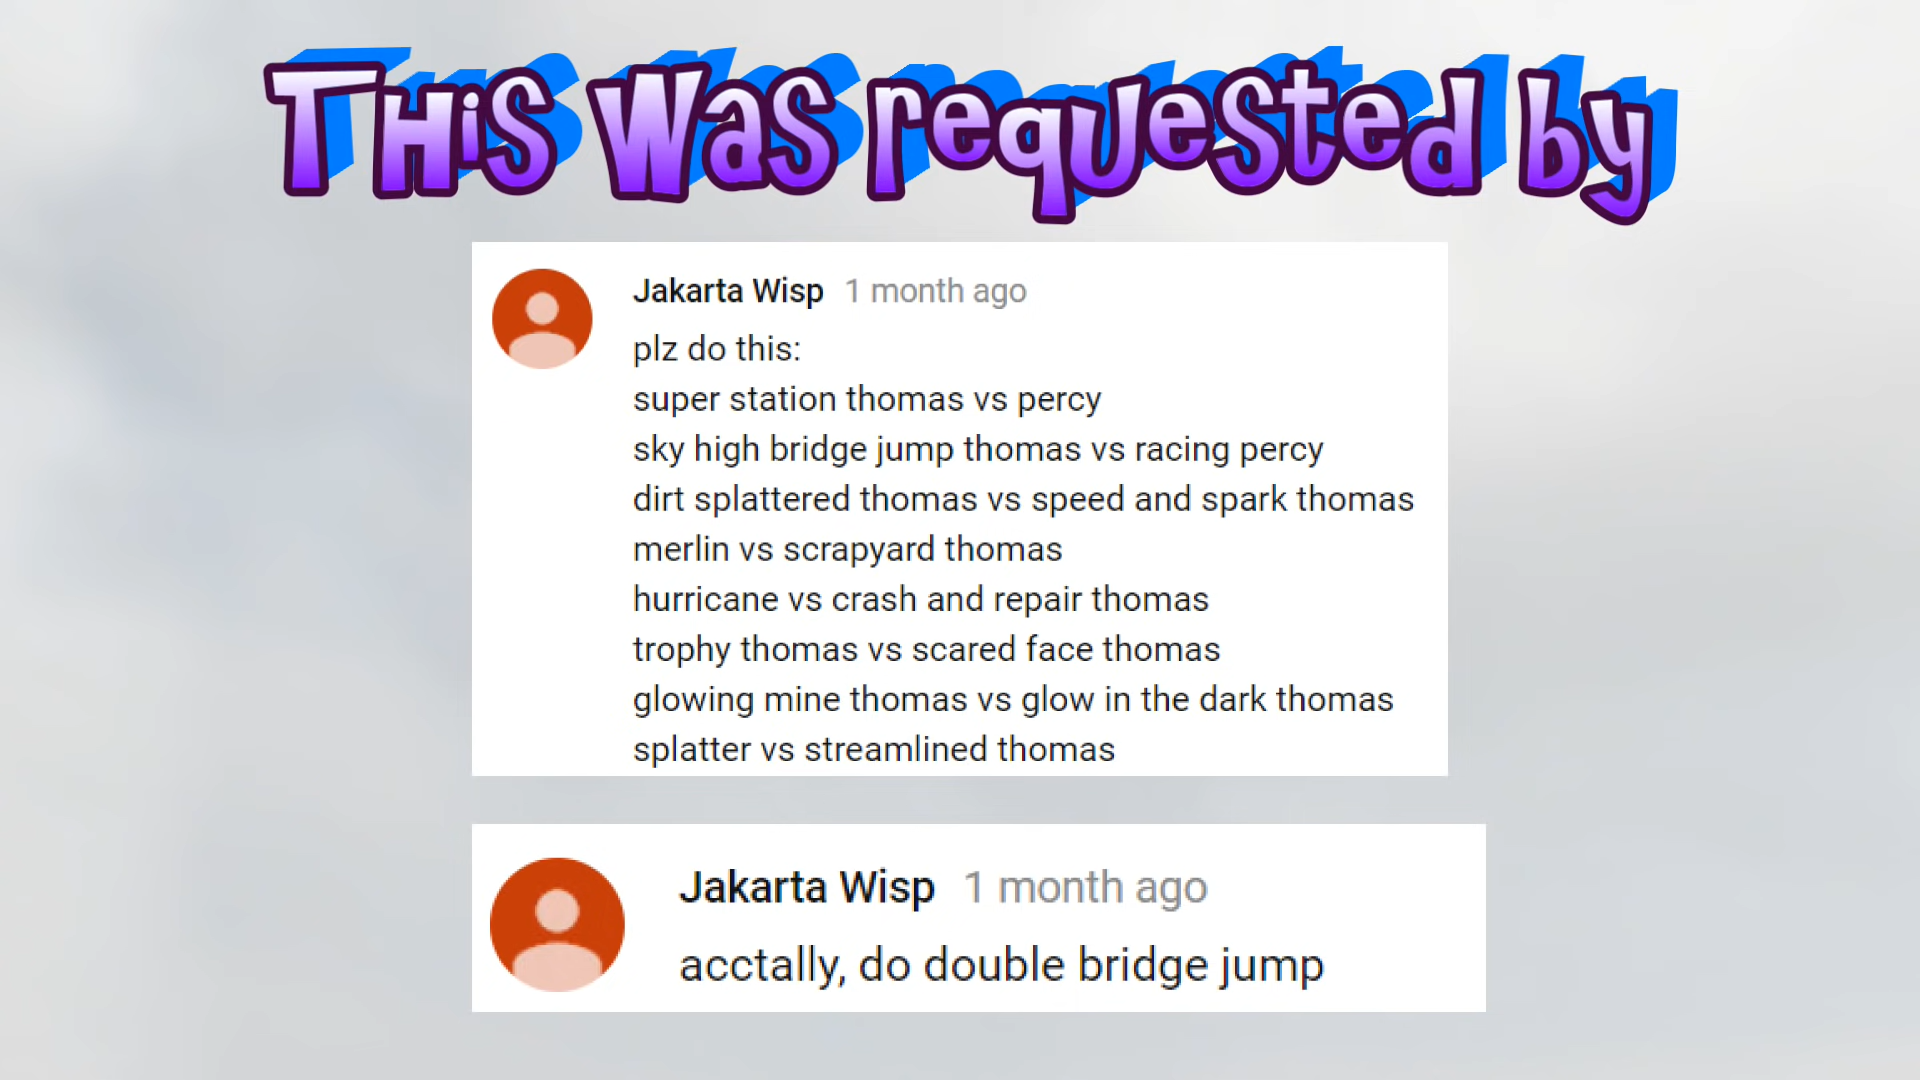 This Was requested by
Jakarta Wisp 1 month ago
plz do this:
super station thomas vs percy
sky high bridge jump thomas vs racing percy
dirt splattered thomas vs speed and spark thomas
merlin vs scrapyard thomas
hurricane vs crash and repair thomas
trophy thomas vs scared face thomas
glowing mine thomas vs glow in the dark thomas
splatter vs streamlined thomas
Jakarta Wisp 1 month ago
acctally, do double bridge jump